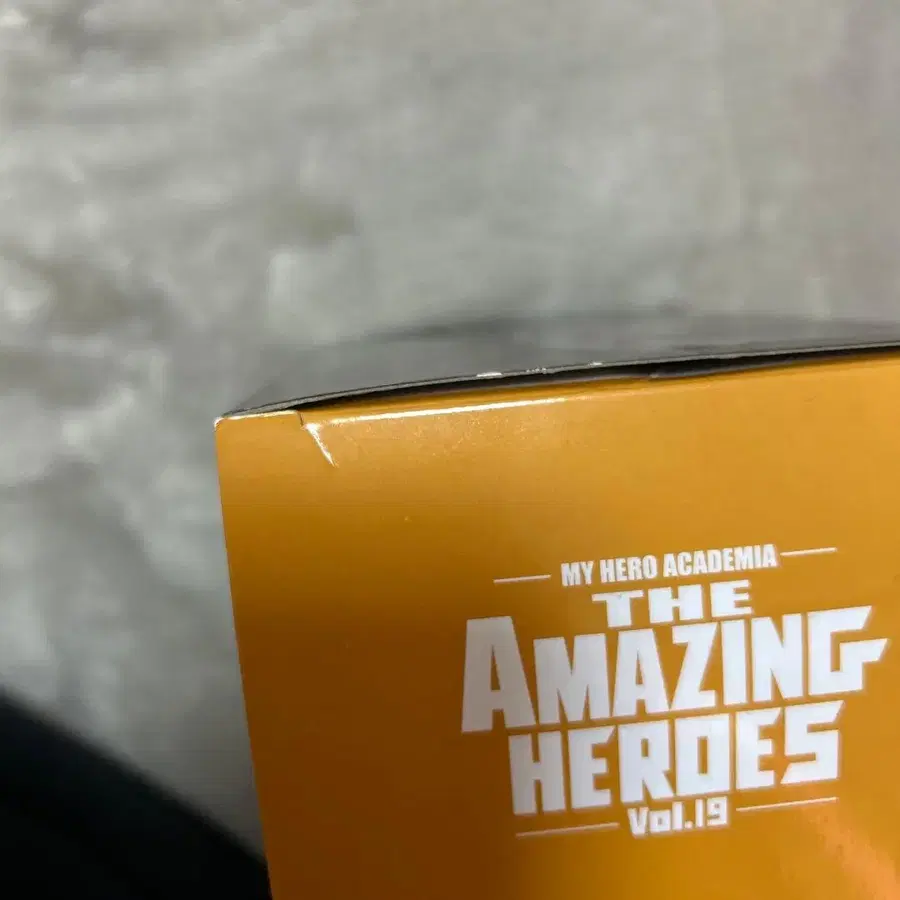 MY HERO ACADEMIA
THE
AMAZING
HEROES
Vol.19